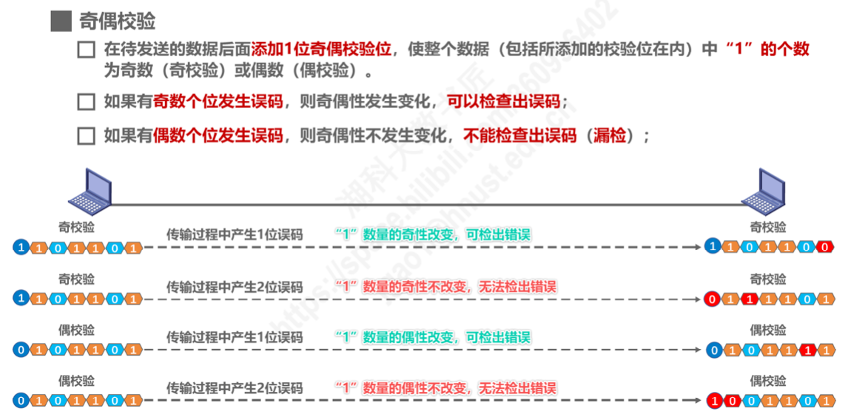 奇偶校验
在待发送的数据后面添加1位奇偶校验位，使整个数据（包括所添加的校验位在内）中“1”的个数
为奇数（奇校验）或偶数（偶校验）。
如果有奇数个位发生误码，则奇偶性发生变化，可以检查出误码；
如果有偶数个位发生误码，则奇偶性不发生变化，不能检查出误码（漏检）；
奇校验 奇校验
1 1 0 1 1 0 1 传输过程中产生1位误码 “1”数量的奇性改变，可检出错误 1 1 0 1 1 0 0
奇校验 奇校验
1 1 0 1 1 0 1 传输过程中产生2位误码 “1”数量的奇性不改变，无法检出错误 0 1 1 1 1 0 1
偶校验 偶校验
0 1 0 1 1 0 1 传输过程中产生1位误码 “1”数量的偶性改变，可检出错误 0 1 0 1 1 1 1
偶校验 偶校验
0 1 0 1 1 0 1 传输过程中产生2位误码 “1”数量的偶性不改变，无法检出错误 1 0 0 1 1 0 1